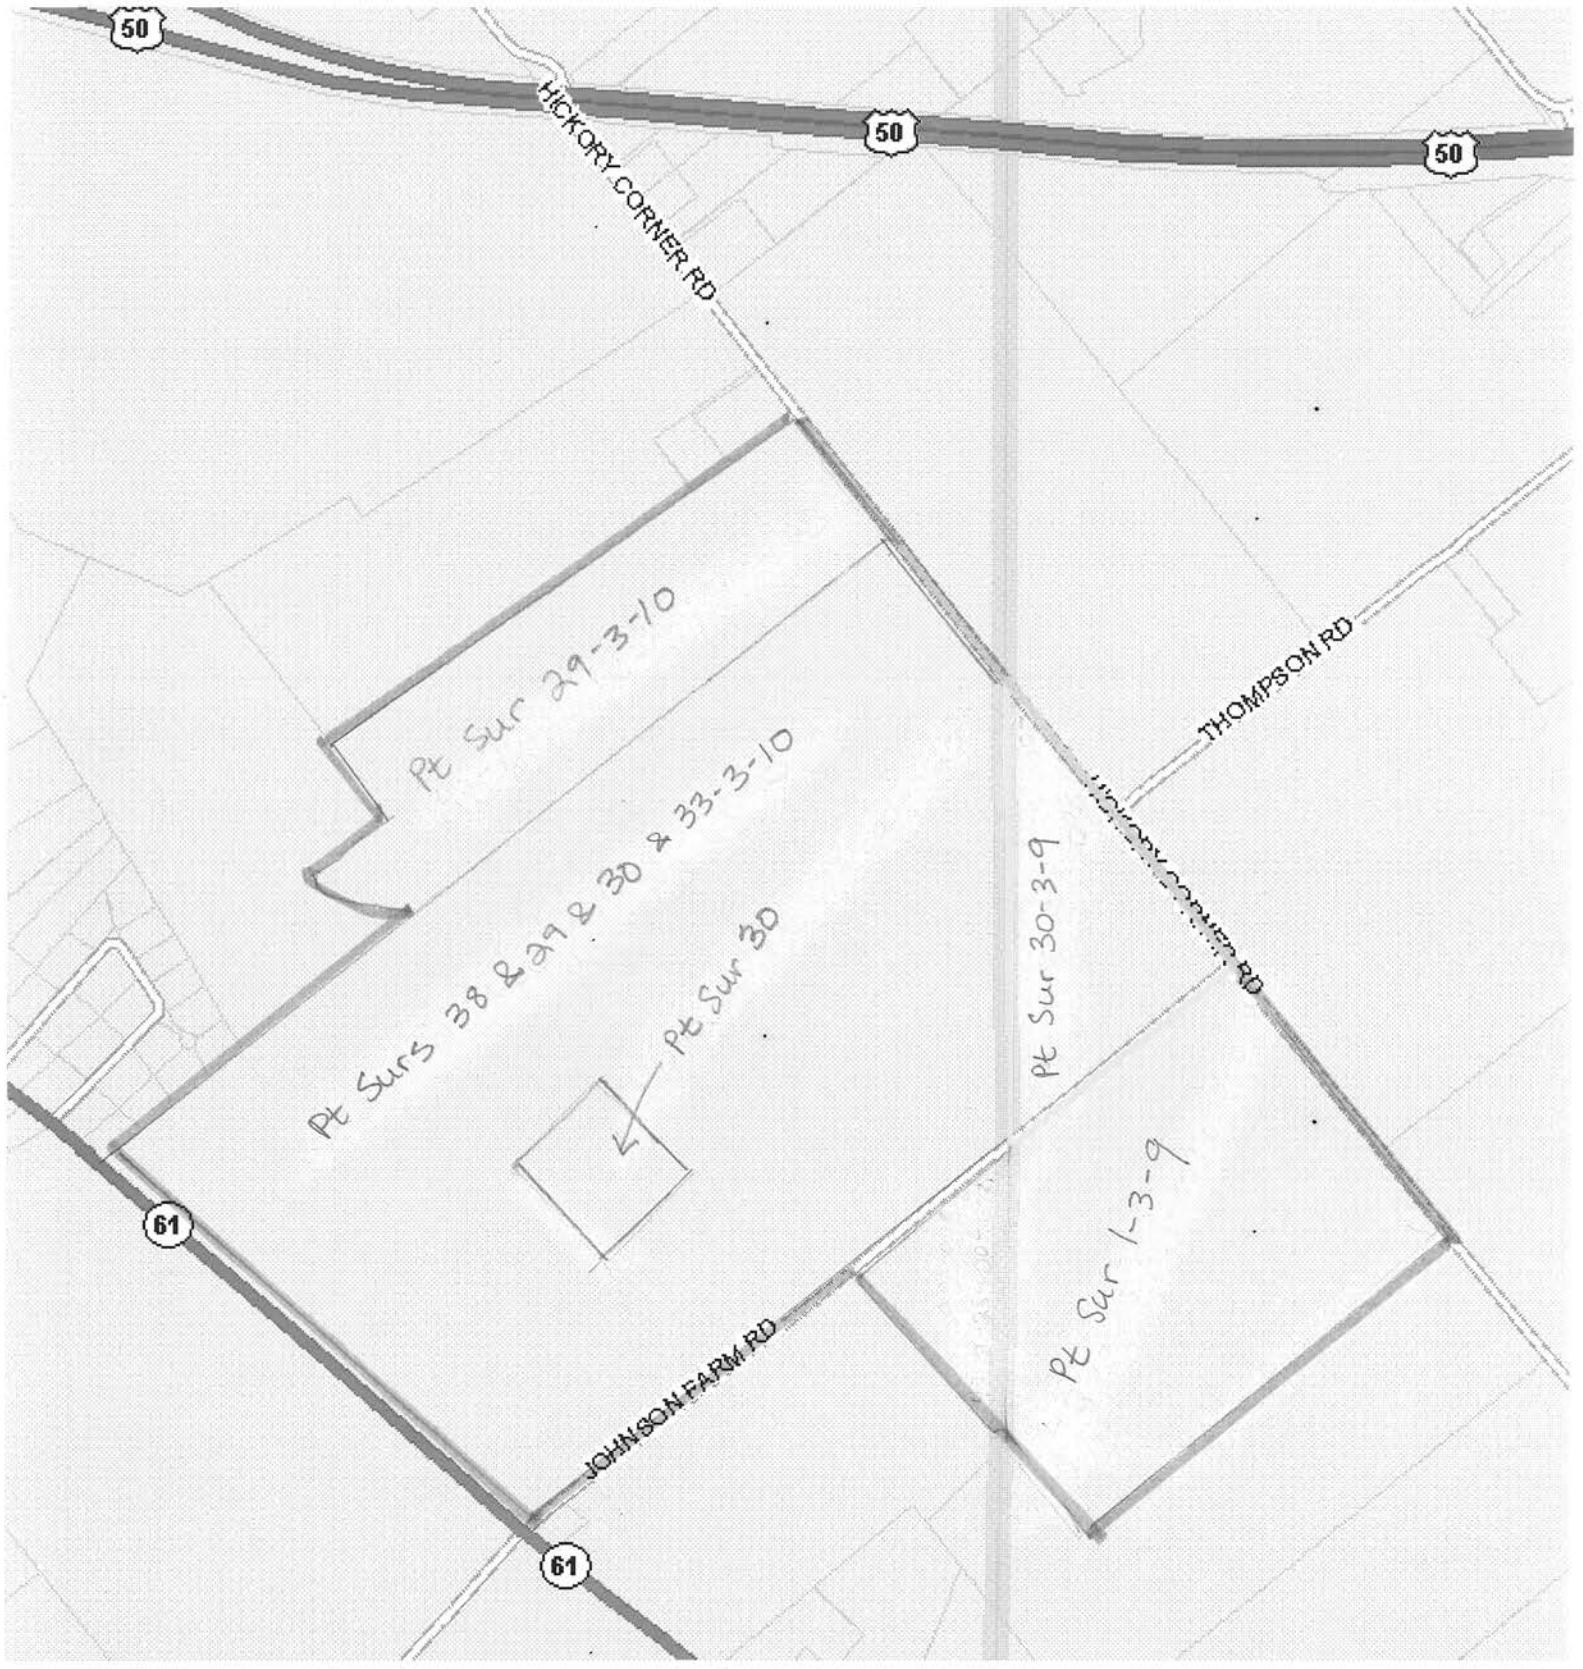 50
50
50
HICKORY CORNER RD
THOMPSON RD
Pt Sur 29-3-10
Pt Surs 38 & 29 & 30 & 33-3-10
Pt Sur 30
Pt Sur 30-3-9
HICKORY CORNER RD
Pt Sur 1-3-9
61
JOHNSON FARM RD
61